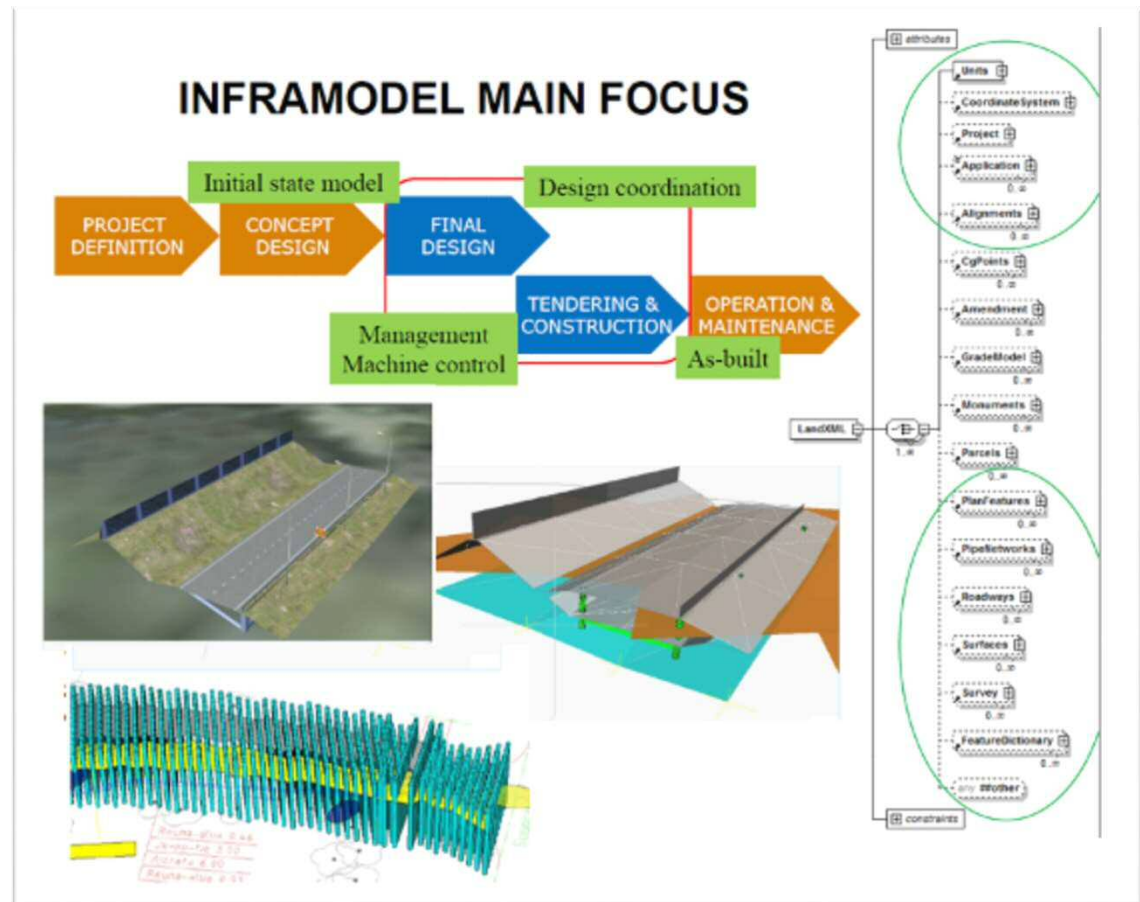 INFRAMODEL MAIN FOCUS
Initial state model
Design coordination
PROJECT
DEFINITION
CONCEPT
DESIGN
FINAL
DESIGN
TENDERING &
CONSTRUCTION
OPERATION &
MAINTENANCE
Management
Machine control
As-built
attributes
Units
CoordinateSystem
Project
Application
0..∞
Alignments
0..∞
CgPoints
0..∞
Amendment
0..∞
GradeModel
0..∞
Monuments
0..∞
LandXML
1..∞
Parcels
0..∞
PlanFeatures
0..∞
PipeNetworks
0..∞
Roadways
0..∞
Surfaces
0..∞
Survey
0..∞
FeatureDictionary
0..∞
any ##other
constraints